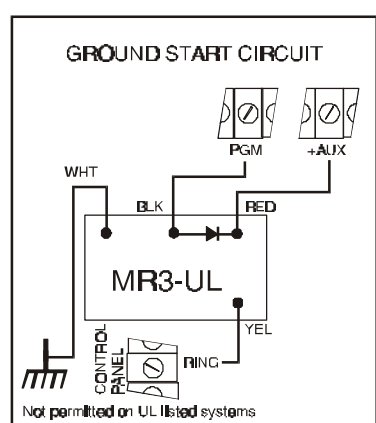 GROUND START CIRCUIT
PGM
+AUX
WHT
BLK
RED
MR3-UL
YEL
CONTROL
PANEL
RING
Not permitted on UL listed systems